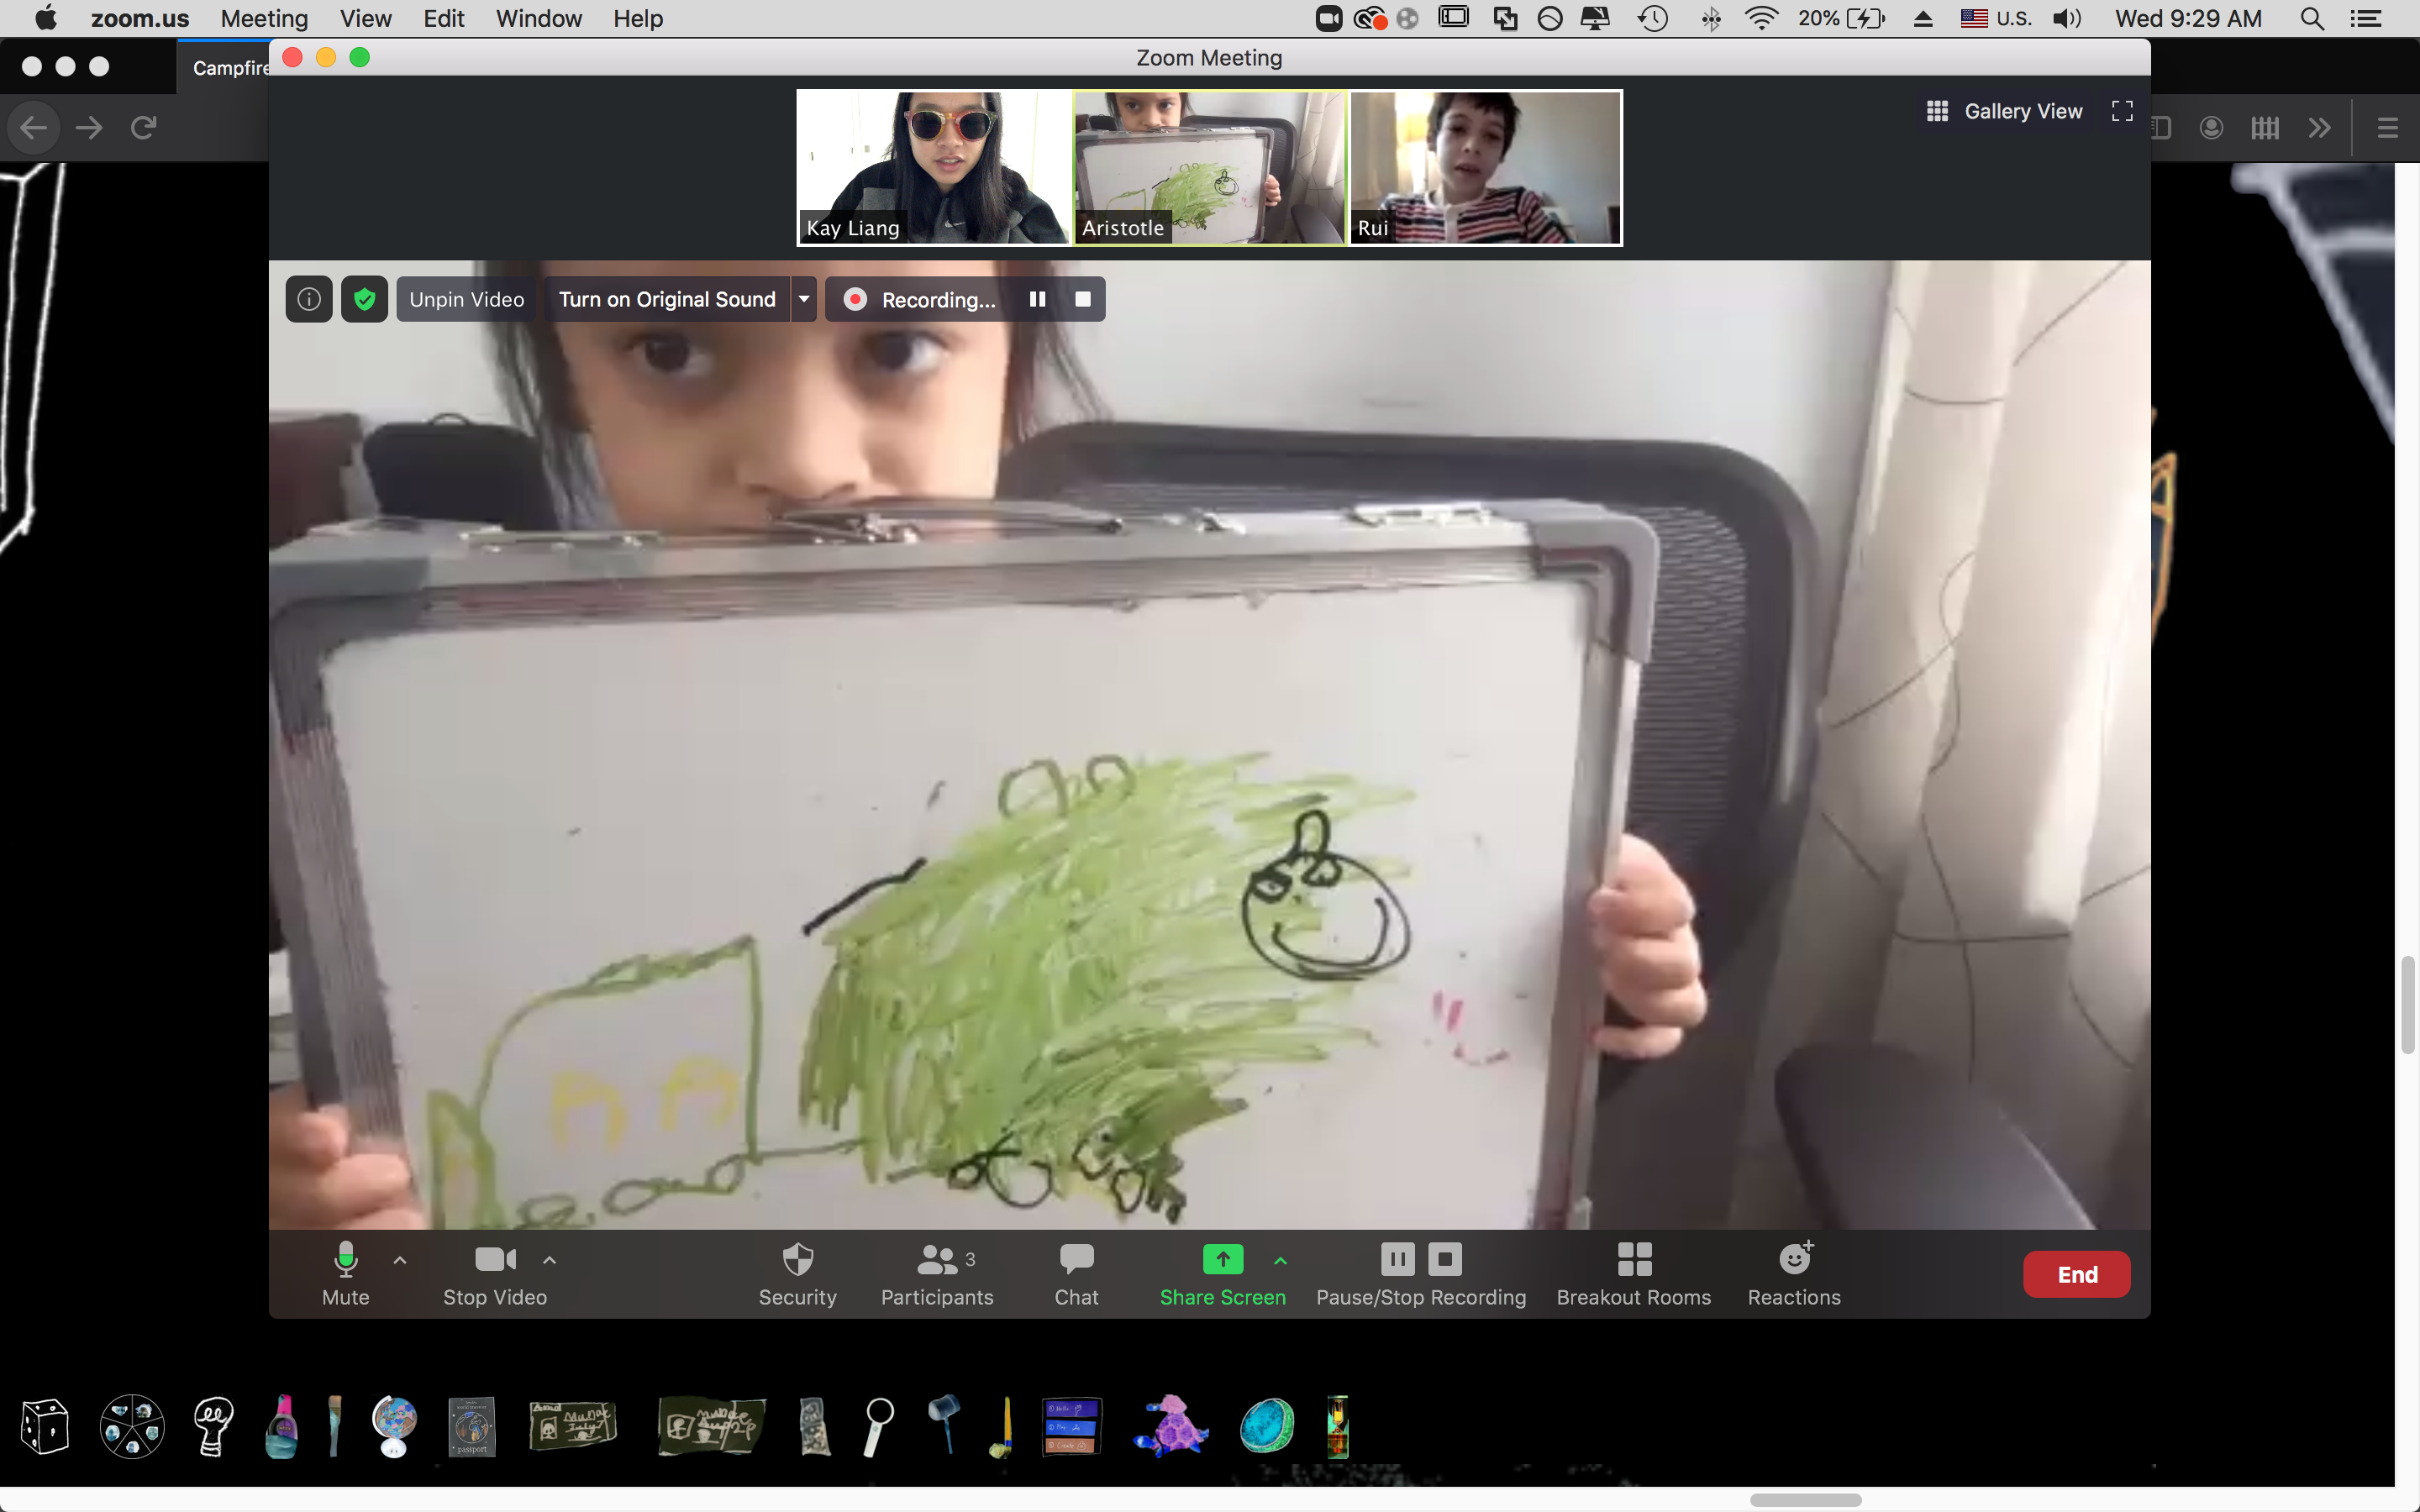 zoom.us Meeting View Edit Window Help 20% U.S. Wed 9:29 AM
Campfire
Zoom Meeting
Gallery View
Kay Liang Aristotle Rui
Unpin Video Turn on Original Sound Recording...
Mute Stop Video Security Participants 3 Chat Share Screen Pause/Stop Recording Breakout Rooms Reactions End
passport